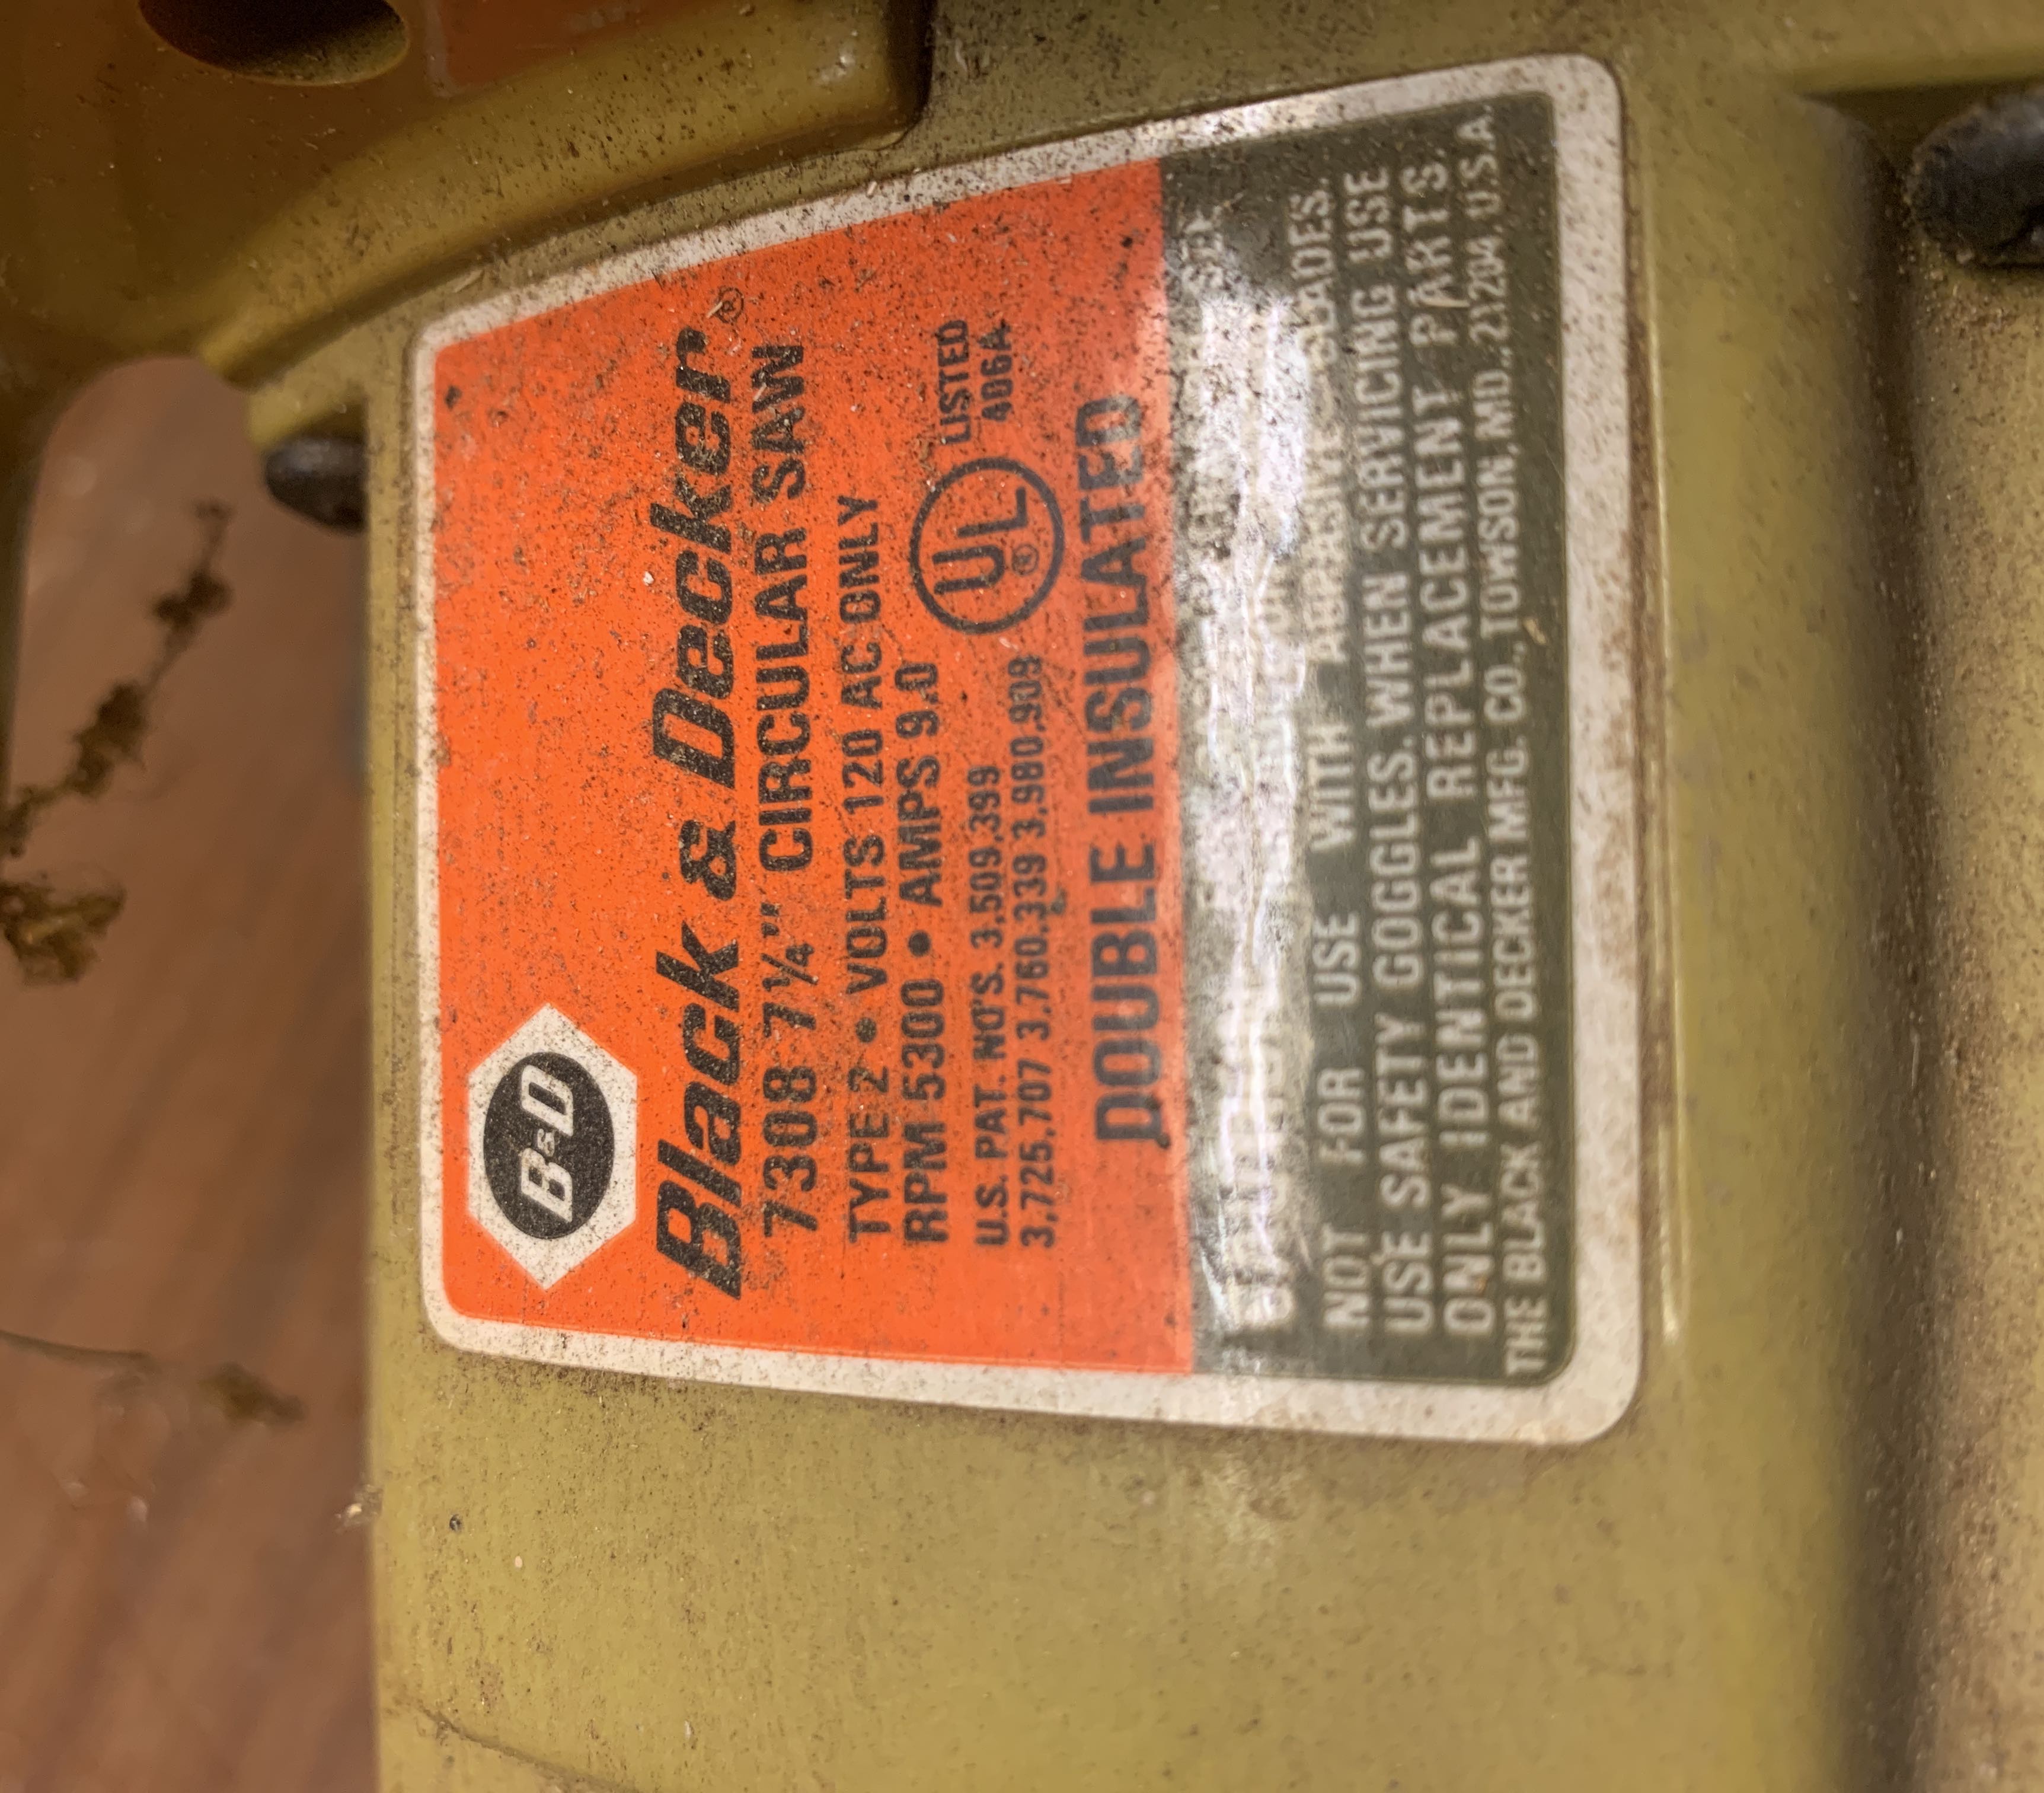 B&D
Black & Decker®
7308 7¼" CIRCULAR SAW
TYPE 2 • VOLTS 120 AC ONLY
RPM 5300 • AMPS 9.0
U.S. PAT. NO'S. 3,509,399
3,725,707 3,760,339 3,980,908
UL® LISTED
406A
DOUBLE INSULATED
NOT FOR USE WITH ABRASIVE BLADES.
USE SAFETY GOGGLES. WHEN SERVICING USE
ONLY IDENTICAL REPLACEMENT PARTS.
THE BLACK AND DECKER MFG. CO., TOWSON, MD., 21204 U.S.A.